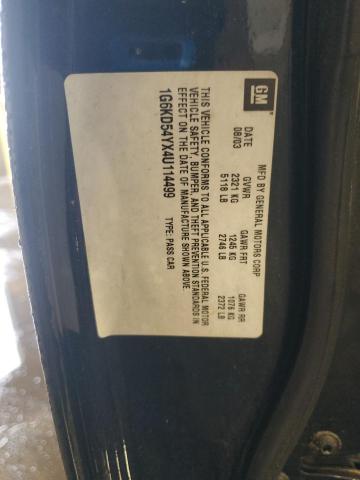 GM
MFD BY GENERAL MOTORS CORP
DATE GVWR GAWR FRT GAWR RR
08/03 2321 KG 1245 KG 1076 KG
5118 LB 2746 LB 2372 LB
THIS VEHICLE CONFORMS TO ALL APPLICABLE U.S. FEDERAL MOTOR
VEHICLE SAFETY, BUMPER, AND THEFT PREVENTION STANDARDS IN
EFFECT ON THE DATE OF MANUFACTURE SHOWN ABOVE.
1G6KD54YX4U114499 TYPE: PASS CAR